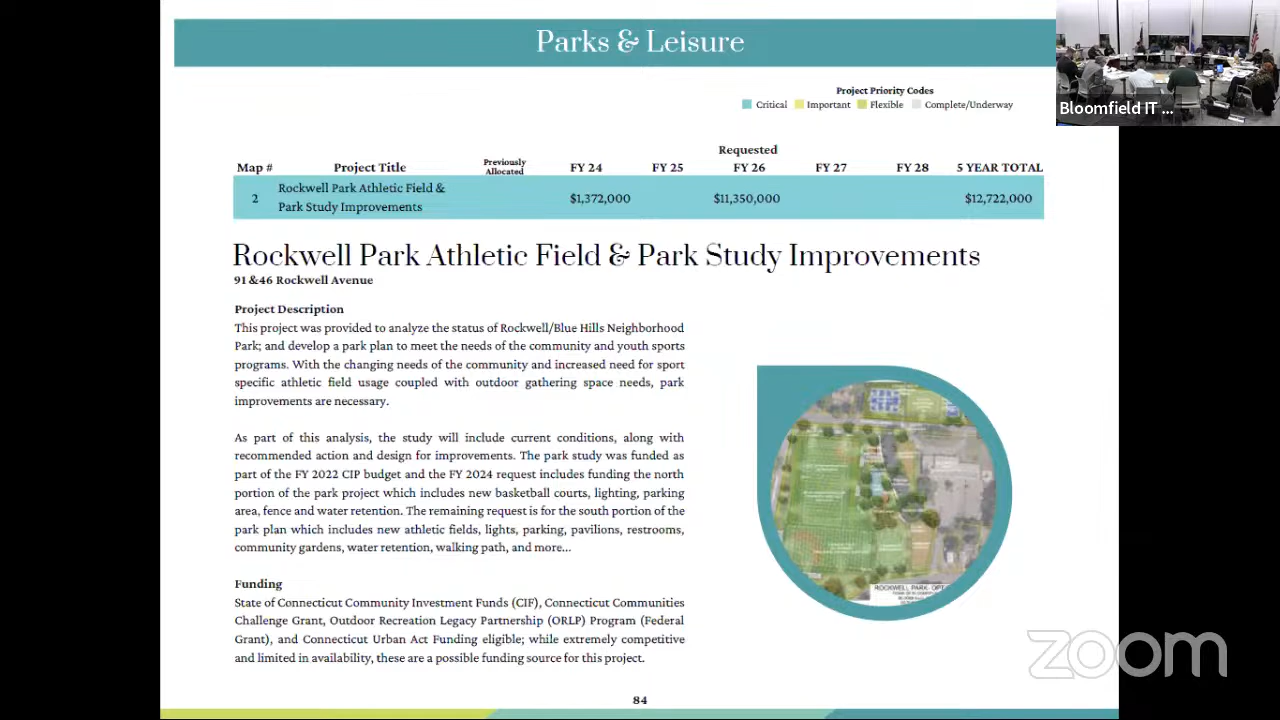 Parks & Leisure
Bloomfield IT ...
Project Priority Codes
Critical Important Flexible Complete/Underway
Requested
Map # Project Title Previously Allocated FY 24 FY 25 FY 26 FY 27 FY 28 5 YEAR TOTAL
Rockwell Park Athletic Field &
2 $1,372,000 $11,350,000 $12,722,000
Park Study Improvements
Rockwell Park Athletic Field & Park Study Improvements
91 &46 Rockwell Avenue
Project Description
This project was provided to analyze the status of Rockwell/Blue Hills Neighborhood
Park; and develop a park plan to meet the needs of the community and youth sports
programs. With the changing needs of the community and increased need for sport
specific athletic field usage coupled with outdoor gathering space needs, park
improvements are necessary.
As part of this analysis, the study will include current conditions, along with
recommended action and design for improvements. The park study was funded as
part of the FY 2022 CIP budget and the FY 2024 request includes funding the north
portion of the park project which includes new basketball courts, lighting, parking
area, fence and water retention. The remaining request is for the south portion of the
park plan which includes new athletic fields, lights, parking, pavilions, restrooms,
community gardens, water retention, walking path, and more...
Funding
State of Connecticut Community Investment Funds (CIF), Connecticut Communities
Challenge Grant, Outdoor Recreation Legacy Partnership (ORLP) Program (Federal
Grant), and Connecticut Urban Act Funding eligible; while extremely competitive
and limited in availability, these are a possible funding source for this project.
ROCKWELL PARK, OPT
zoom
84